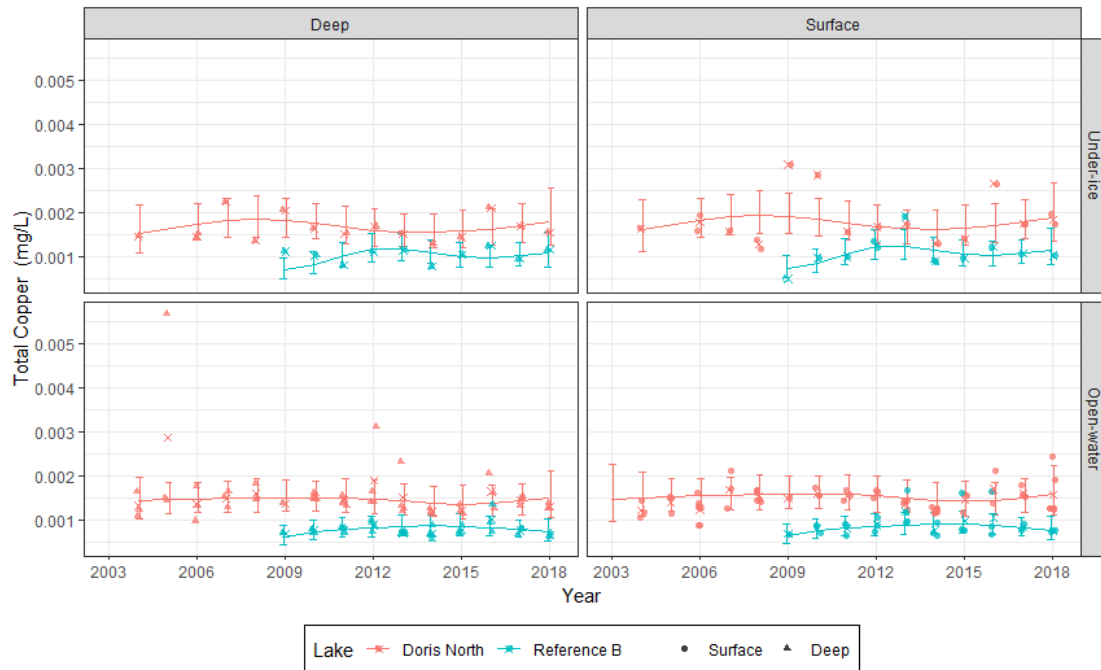 Deep
Surface
Under-ice
0.005
0.004
0.003
0.002
0.001
Open-water
0.005
0.004
0.003
0.002
0.001
Total Copper (mg/L)
2003 2006 2009 2012 2015 2018
2003 2006 2009 2012 2015 2018
Year
Lake Doris North Reference B Surface Deep